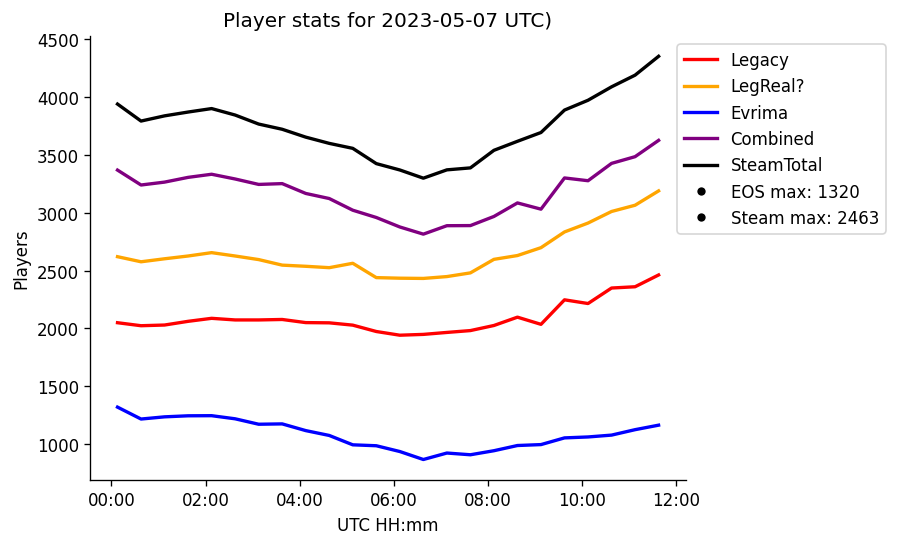 Player stats for 2023-05-07 UTC)
4500
4000
3500
3000
2500
2000
1500
1000
Players
00:00 02:00 04:00 06:00 08:00 10:00 12:00
UTC HH:mm
Legacy
LegReal?
Evrima
Combined
SteamTotal
EOS max: 1320
Steam max: 2463